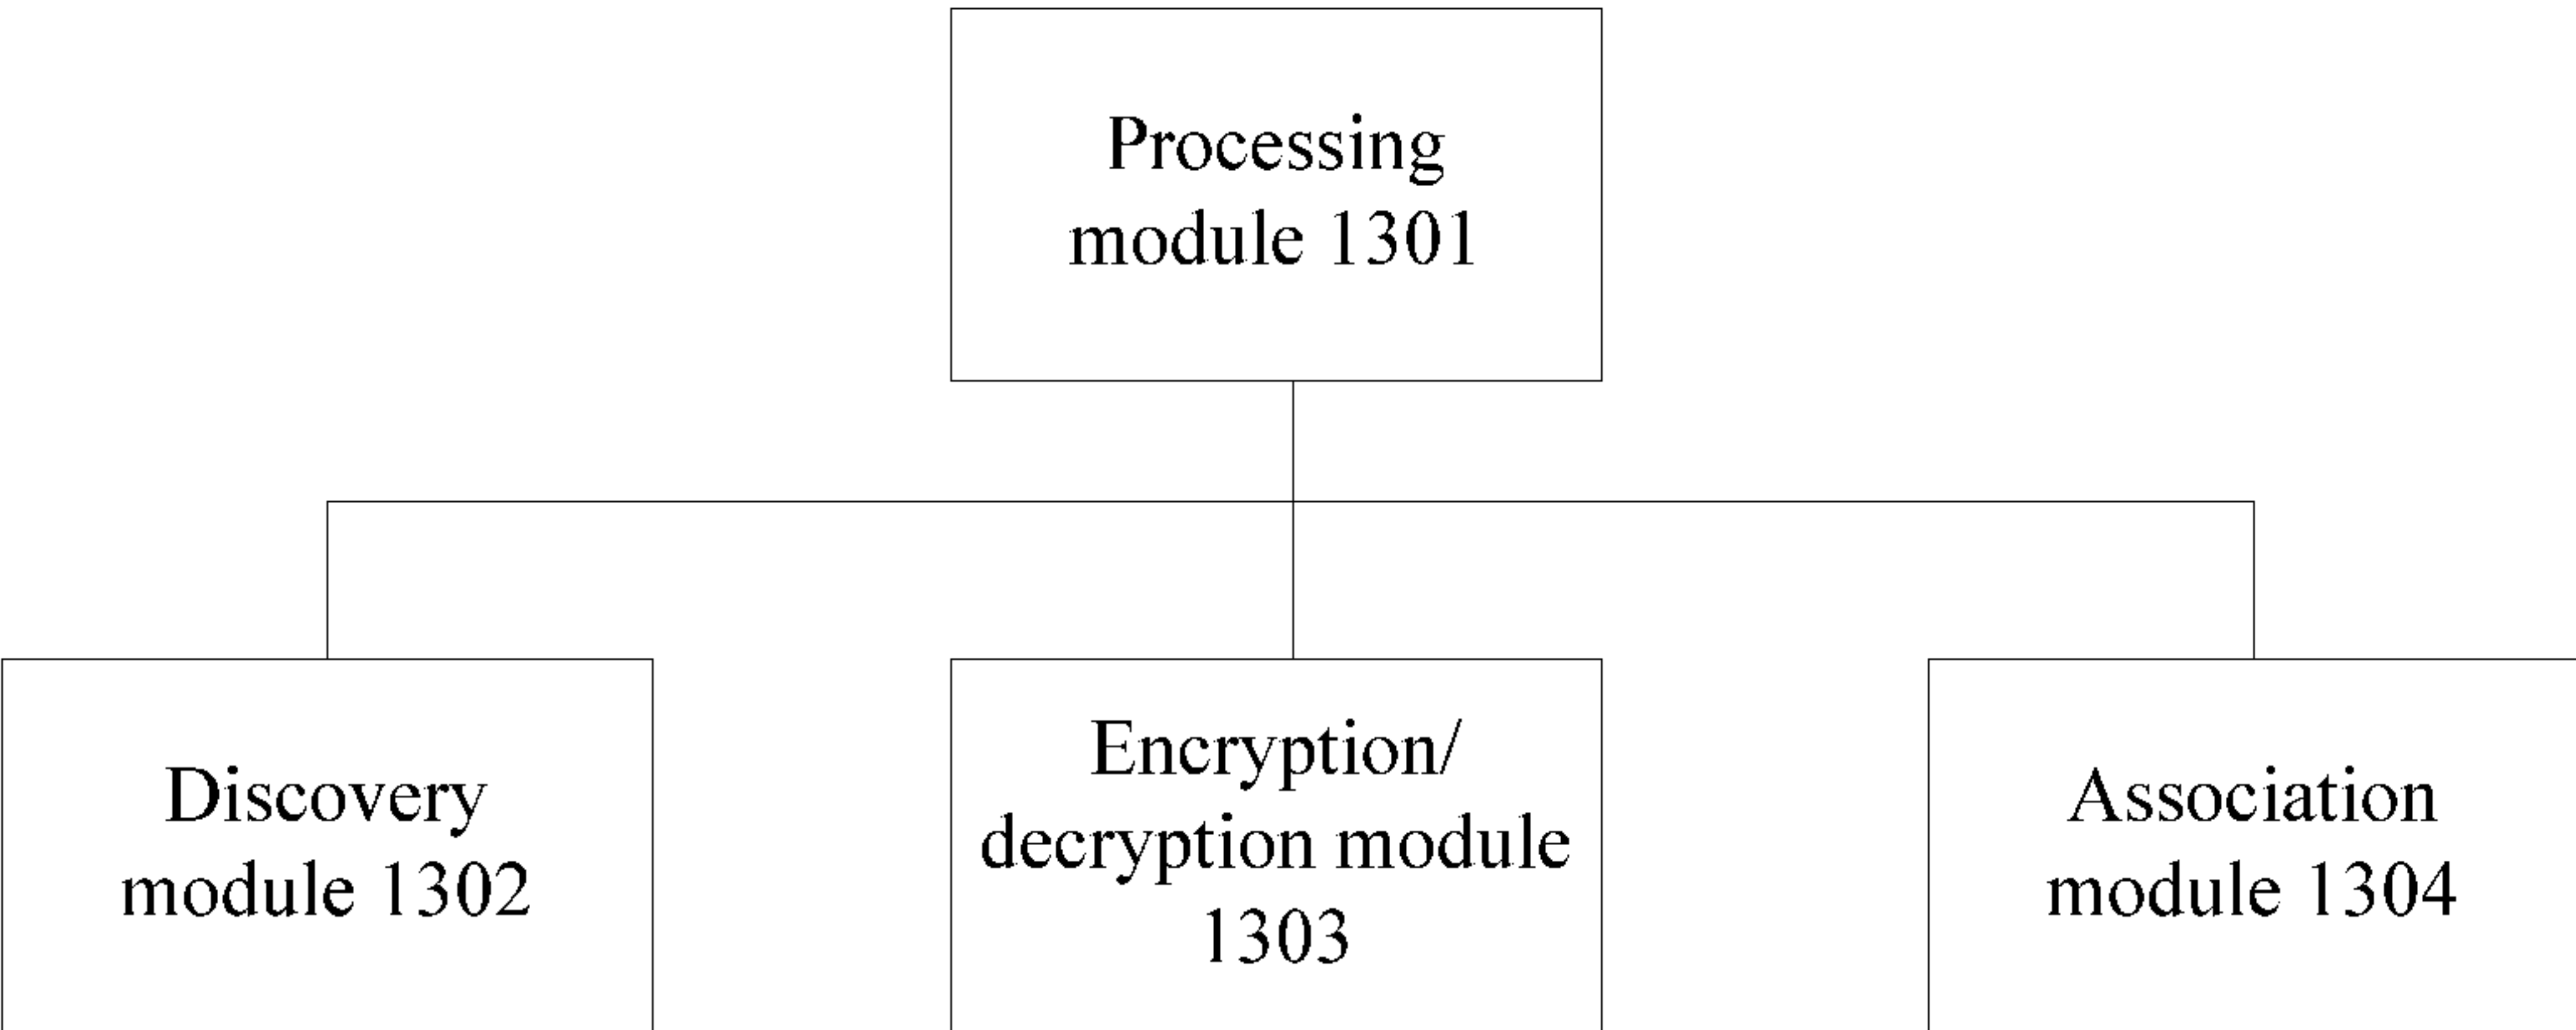 Processing
module 1301
Discovery
module 1302
Encryption/
decryption module
1303
Association
module 1304